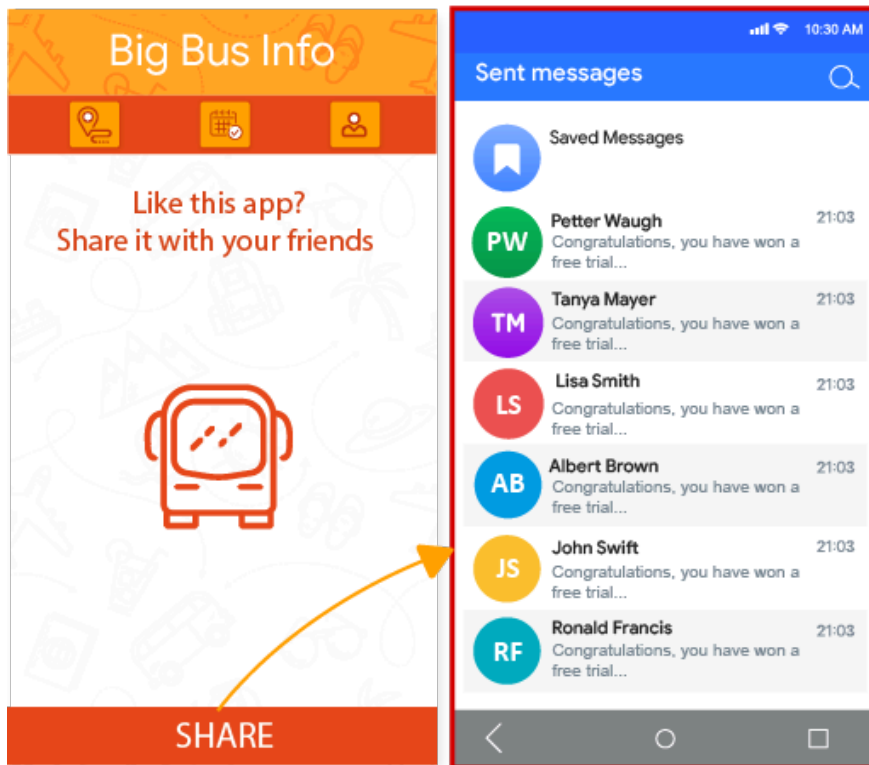 Big Bus Info
Like this app?
Share it with your friends
SHARE
10:30 AM
Sent messages
Saved Messages
PW
Petter Waugh
21:03
Congratulations, you have won a
free trial...
TM
Tanya Mayer
21:03
Congratulations, you have won a
free trial...
LS
Lisa Smith
21:03
Congratulations, you have won a
free trial...
AB
Albert Brown
21:03
Congratulations, you have won a
free trial...
JS
John Swift
21:03
Congratulations, you have won a
free trial...
RF
Ronald Francis
21:03
Congratulations, you have won a
free trial...